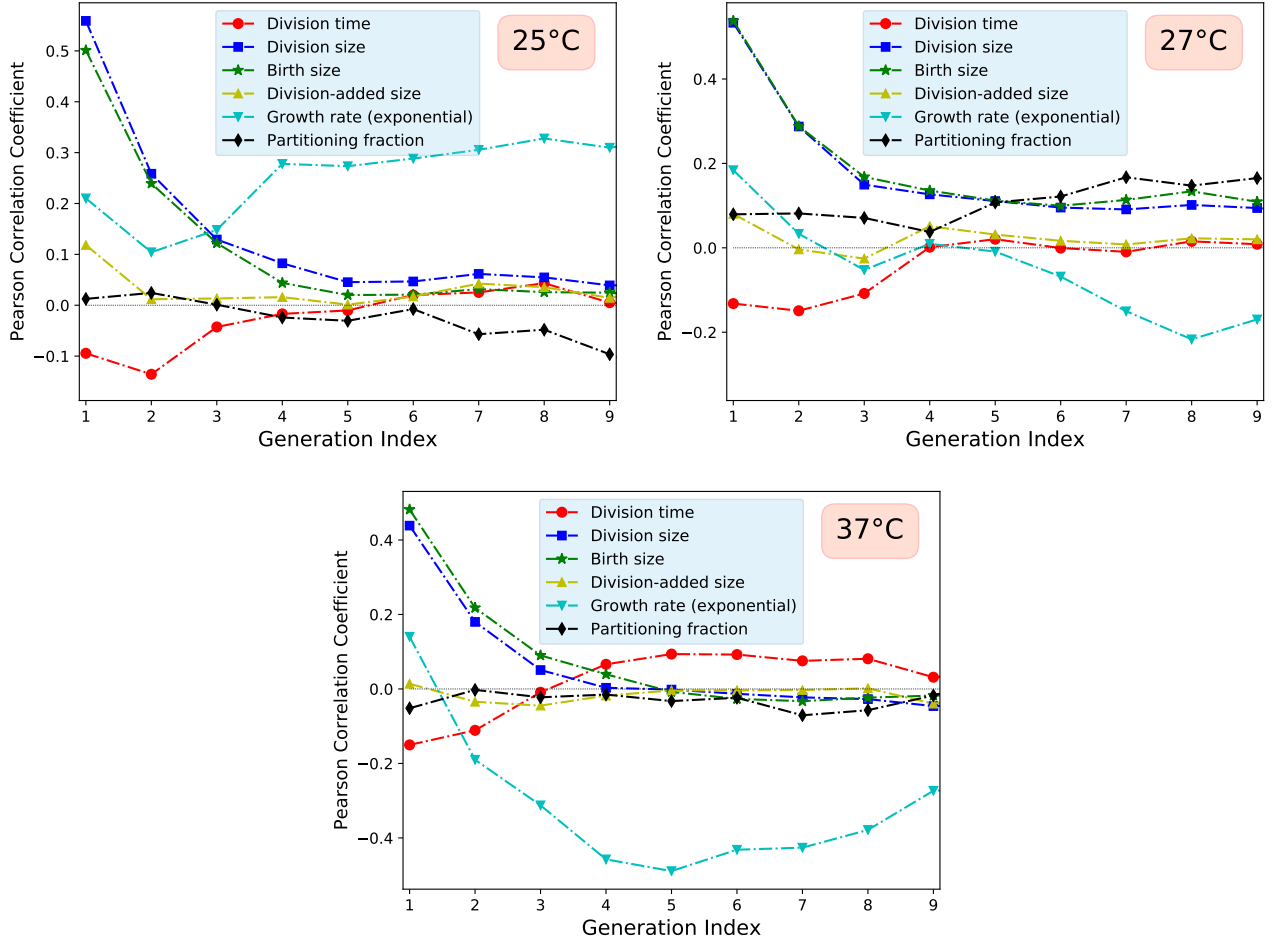 25°C
Division time
Division size
Birth size
Division-added size
Growth rate (exponential)
Partitioning fraction
Pearson Correlation Coefficient
0.5
0.4
0.3
0.2
0.1
0.0
−0.1
1 2 3 4 5 6 7 8 9
Generation Index
27°C
Division time
Division size
Birth size
Division-added size
Growth rate (exponential)
Partitioning fraction
Pearson Correlation Coefficient
0.4
0.2
0.0
−0.2
1 2 3 4 5 6 7 8 9
Generation Index
37°C
Division time
Division size
Birth size
Division-added size
Growth rate (exponential)
Partitioning fraction
Pearson Correlation Coefficient
0.4
0.2
0.0
−0.2
−0.4
1 2 3 4 5 6 7 8 9
Generation Index